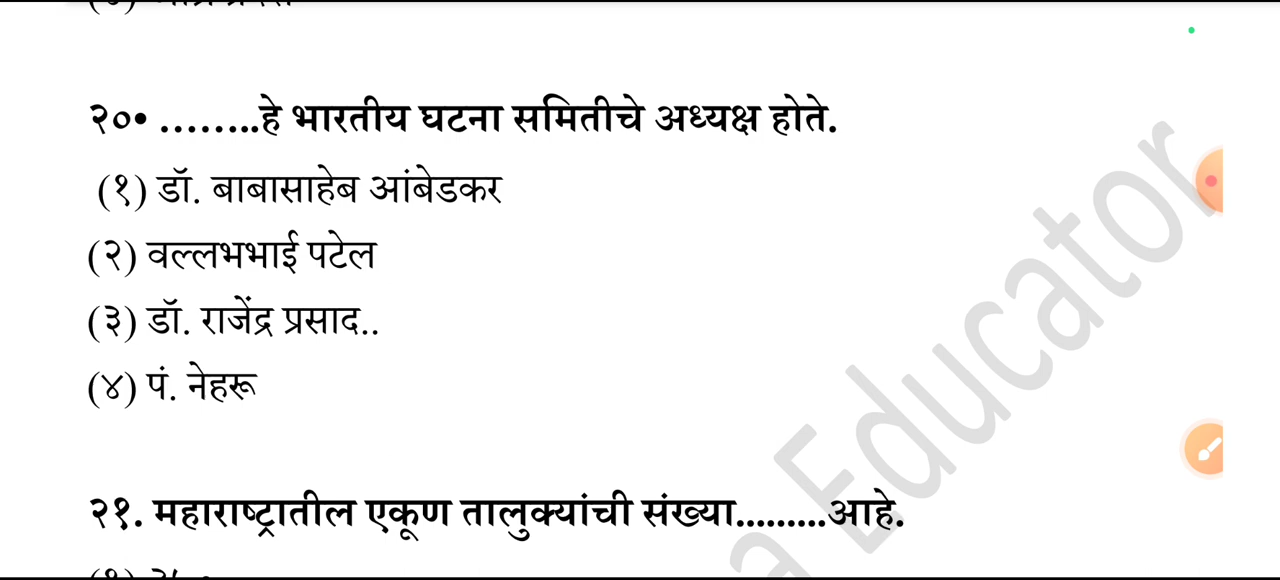 २०• ........हे भारतीय घटना समितीचे अध्यक्ष होते.
(१) डॉ. बाबासाहेब आंबेडकर
(२) वल्लभभाई पटेल
(३) डॉ. राजेंद्र प्रसाद..
(४) पं. नेहरू
२१. महाराष्ट्रातील एकूण तालुक्यांची संख्या.........आहे.
a Educator